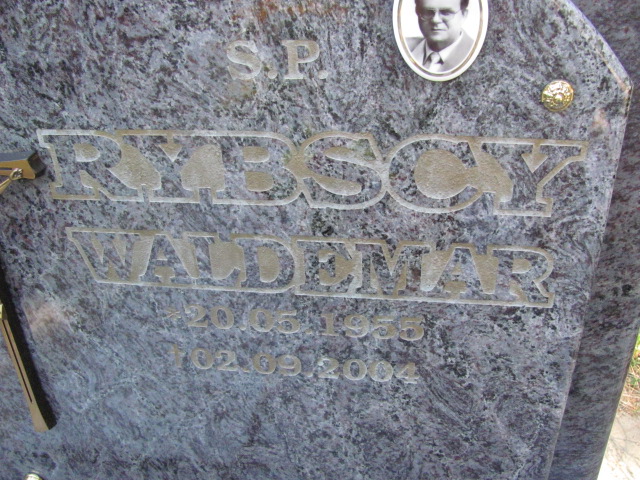 S.P.
RYBSCY
WALDEMAR
*20.05.1955
†02.09.2004